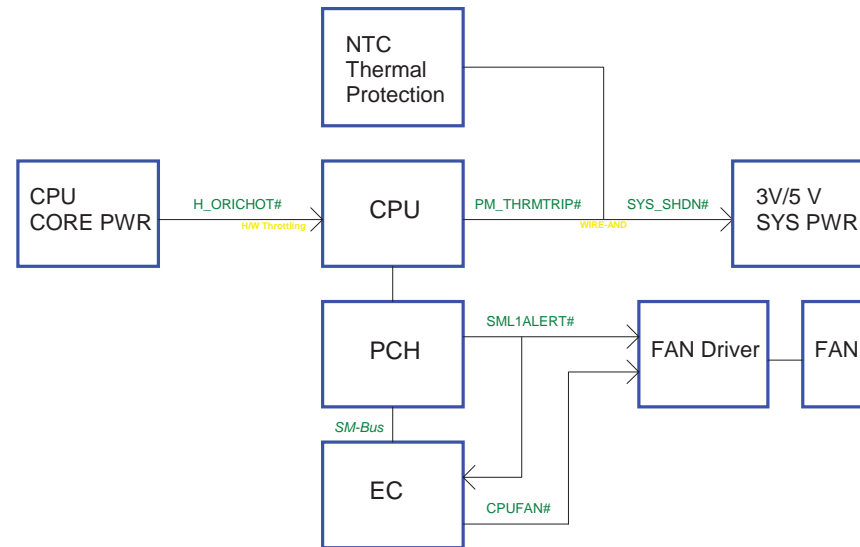 NTC
Thermal
Protection
CPU
CORE PWR
H_ORICHOT#
H/W Throttling
CPU
PM_THRMTRIP#
WIRE-AND
SYS_SHDN#
3V/5 V
SYS PWR
PCH
SML1ALERT#
FAN Driver
FAN
SM-Bus
EC
CPUFAN#